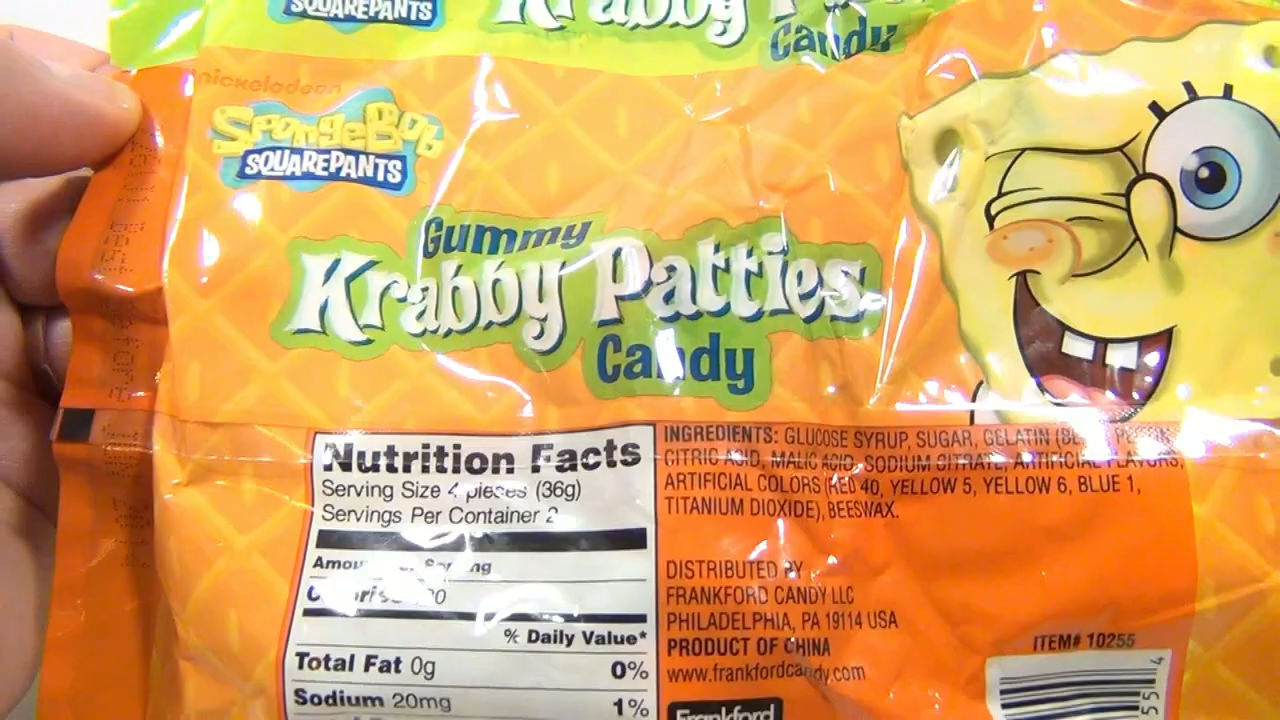 SQUAREPANTS
Krabby
Candy
nickelodeon
SpongeBob
SQUAREPANTS
Gummy
Krabby Patties
Candy
Nutrition Facts
Serving Size 4 pieces (36g)
Servings Per Container 2
% Daily Value*
Total Fat 0g 0%
Sodium 20mg 1%
INGREDIENTS: GLUCOSE SYRUP, SUGAR, GELATIN
CITRIC ACID, MALIC ACID, SODIUM CITRATE, ARTIFICIAL FLAVORS,
ARTIFICIAL COLORS (RED 40, YELLOW 5, YELLOW 6, BLUE 1,
TITANIUM DIOXIDE), BEESWAX.
DISTRIBUTED BY
FRANKFORD CANDY LLC
PHILADELPHIA, PA 19114 USA
PRODUCT OF CHINA
www.frankfordcandy.com
Frankford
ITEM# 10255